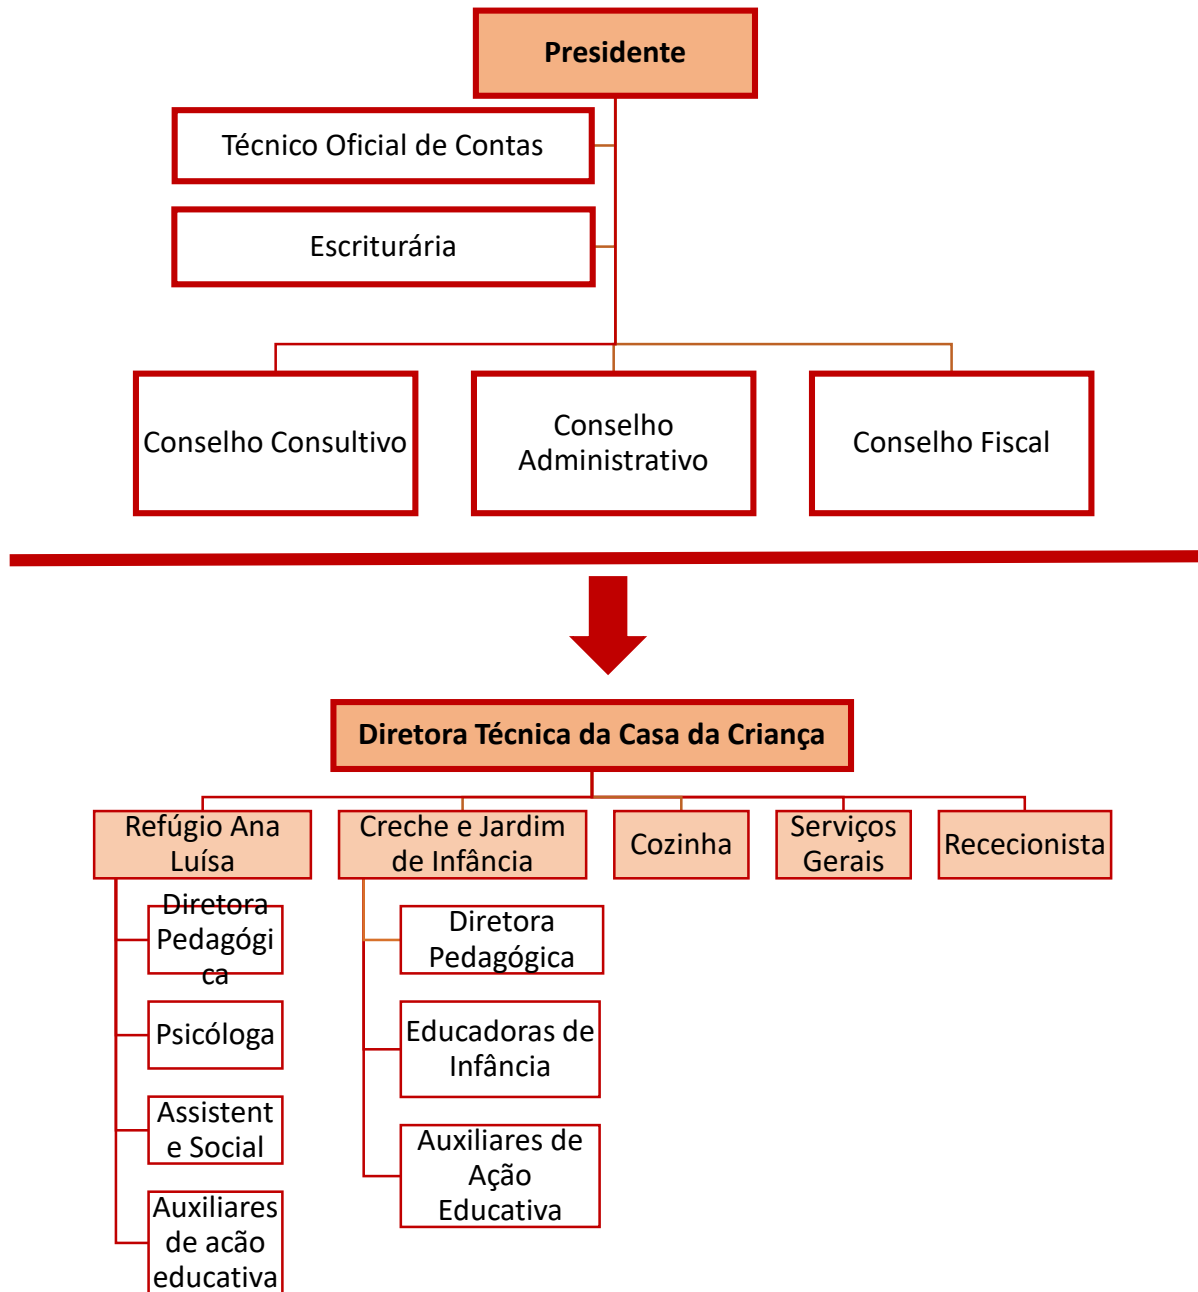 Presidente
Técnico Oficial de Contas
Escriturária
Conselho Consultivo
Conselho
Administrativo
Conselho Fiscal
Diretora Técnica da Casa da Criança
Refúgio Ana
Luísa
Creche e Jardim
de Infância
Cozinha
Serviços
Gerais
Rececionista
Diretora
Pedagógi
ca
Psicóloga
Assistent
e Social
Auxiliares
de acão
educativa
Diretora
Pedagógica
Educadoras de
Infância
Auxiliares de
Ação
Educativa